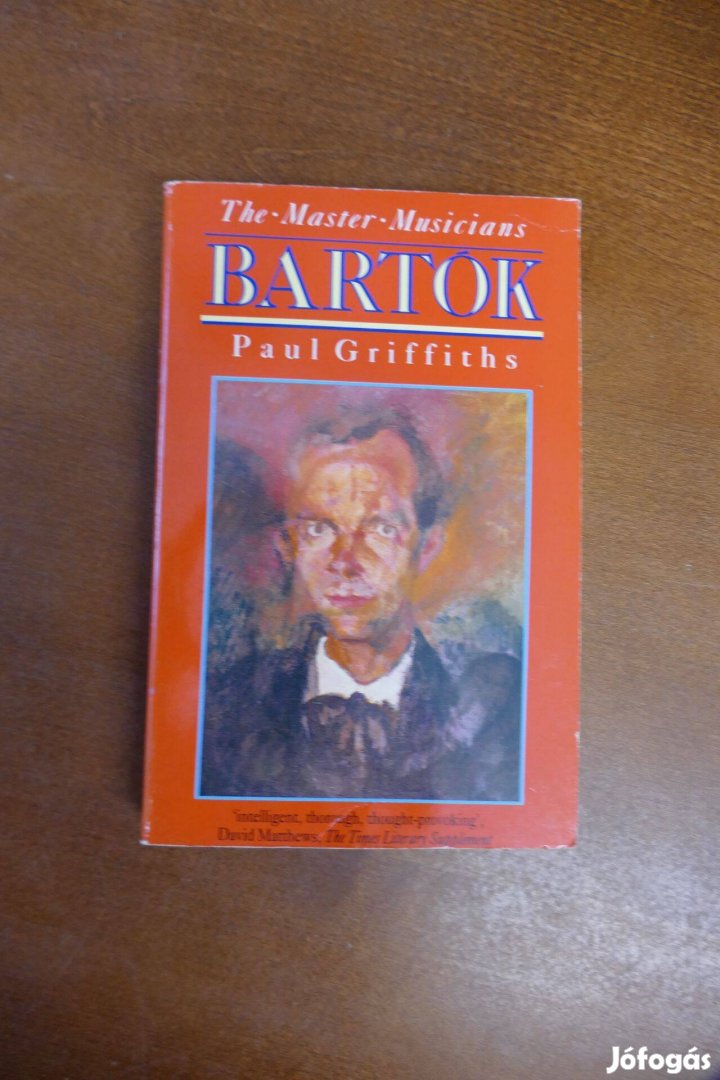 The·Master·Musicians
BARTÓK
Paul Griffiths
'intelligent, thorough, thought-provoking'.
David Matthews, The Times Literary Supplement
Jófogás